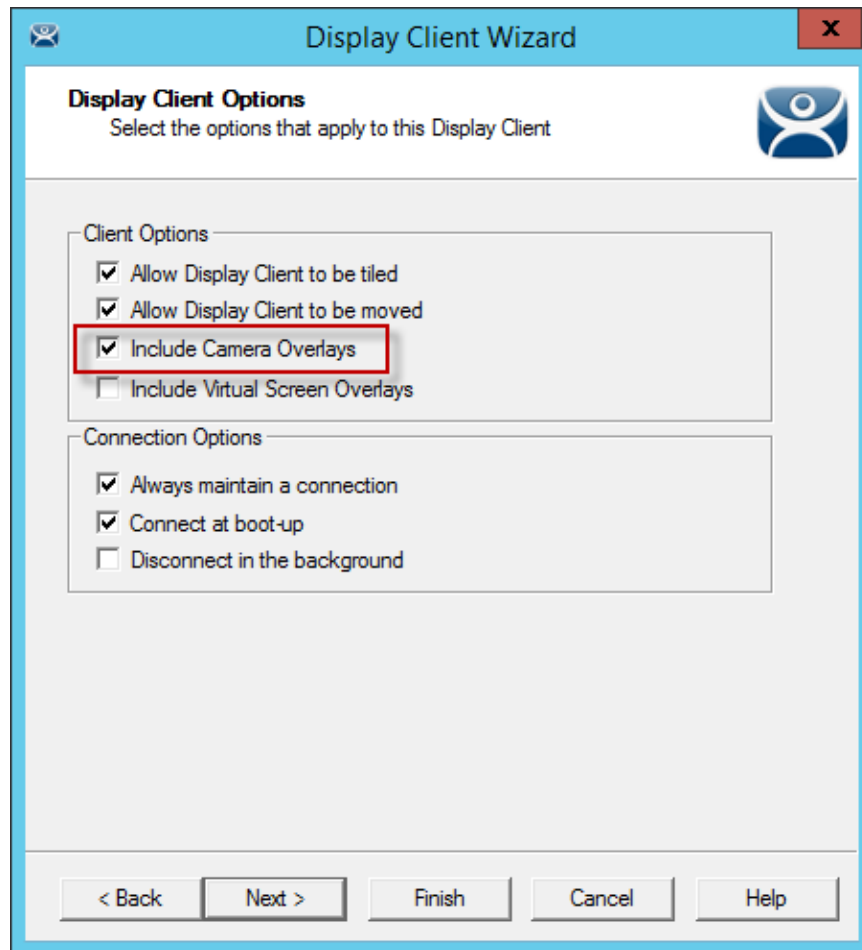 Display Client Wizard
x
Display Client Options
Select the options that apply to this Display Client
Client Options
Allow Display Client to be tiled
Allow Display Client to be moved
Include Camera Overlays
Include Virtual Screen Overlays
Connection Options
Always maintain a connection
Connect at boot-up
Disconnect in the background
< Back Next > Finish Cancel Help